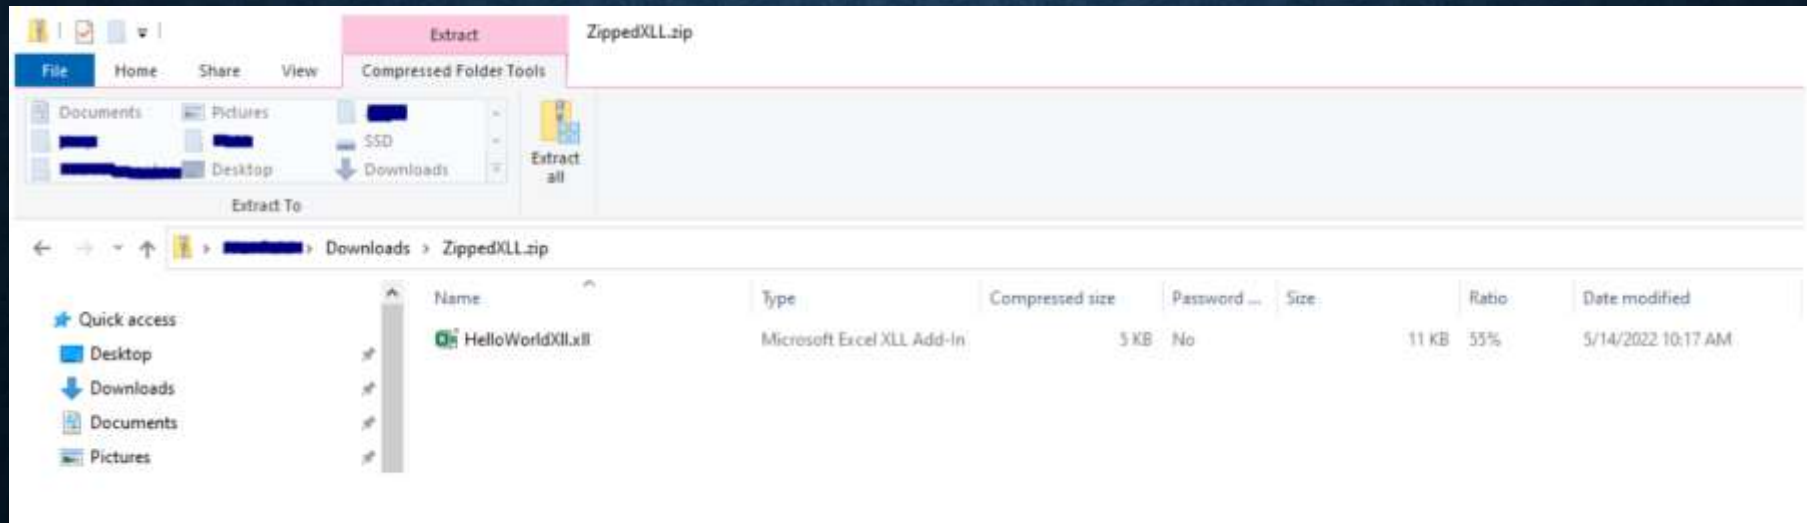 Extract ZippedXLL.zip
File Home Share View Compressed Folder Tools
Documents Pictures
SSD
Desktop Downloads
Extract all
Extract To
Downloads > ZippedXLL.zip
Name Type Compressed size Password ... Size Ratio Date modified
HelloWorldXll.xll Microsoft Excel XLL Add-In 5 KB No 11 KB 55% 5/14/2022 10:17 AM
Quick access
Desktop
Downloads
Documents
Pictures